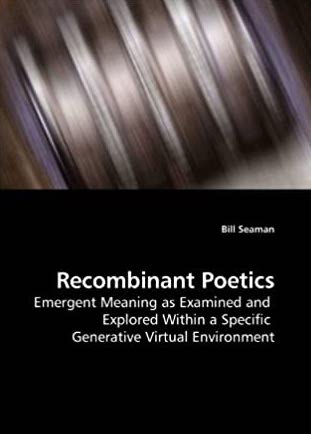 Bill Seaman
Recombinant Poetics
Emergent Meaning as Examined and
Explored Within a Specific
Generative Virtual Environment